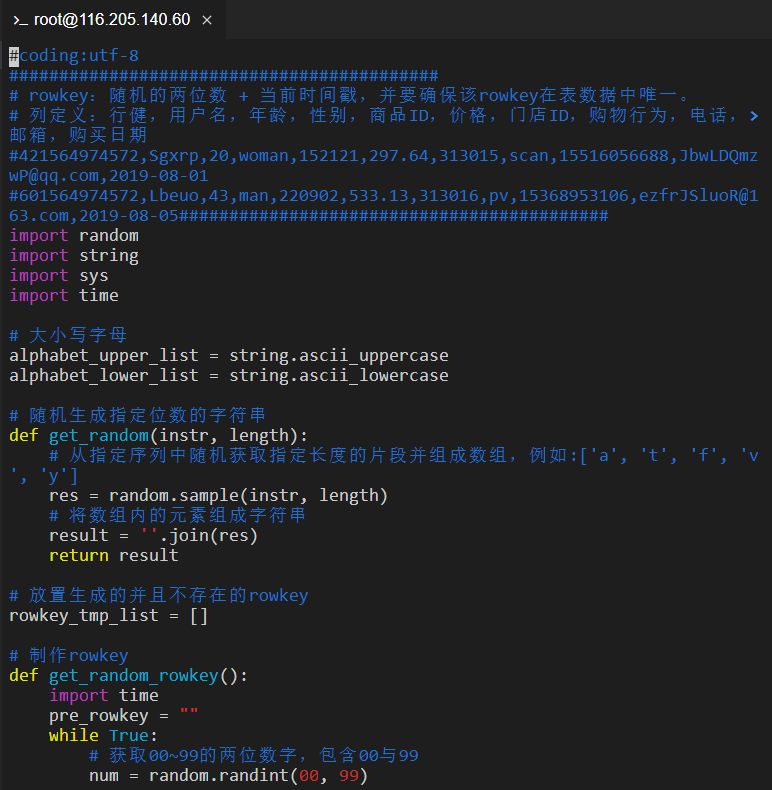 >_ root@116.205.140.60 ×
#coding:utf-8
###########################################
# rowkey: 随机的两位数 + 当前时间戳，并要确保该rowkey在表数据中唯一。
# 列定义：行健，用户名，年龄，性别，商品ID，价格，门店ID，购物行为，电话，
邮箱，购买日期
#421564974572,Sgxrp,20,woman,152121,297.64,313015,scan,15516056688,JbwLDQmz
wP@qq.com,2019-08-01
#601564974572,Lbeuo,43,man,220902,533.13,313016,pv,15368953106,ezfrJSluoR@1
63.com,2019-08-05###########################################
import random
import string
import sys
import time
# 大小写字母
alphabet_upper_list = string.ascii_uppercase
alphabet_lower_list = string.ascii_lowercase
# 随机生成指定位数的字符串
def get_random(instr, length):
    # 从指定序列中随机获取指定长度的片段并组成数组，例如:['a', 't', 'f', 'v
', 'y']
    res = random.sample(instr, length)
    # 将数组内的元素组成字符串
    result = ''.join(res)
    return result
# 放置生成的并且不存在的rowkey
rowkey_tmp_list = []
# 制作rowkey
def get_random_rowkey():
    import time
    pre_rowkey = ""
    while True:
        # 获取00~99的两位数字，包含00与99
        num = random.randint(00, 99)